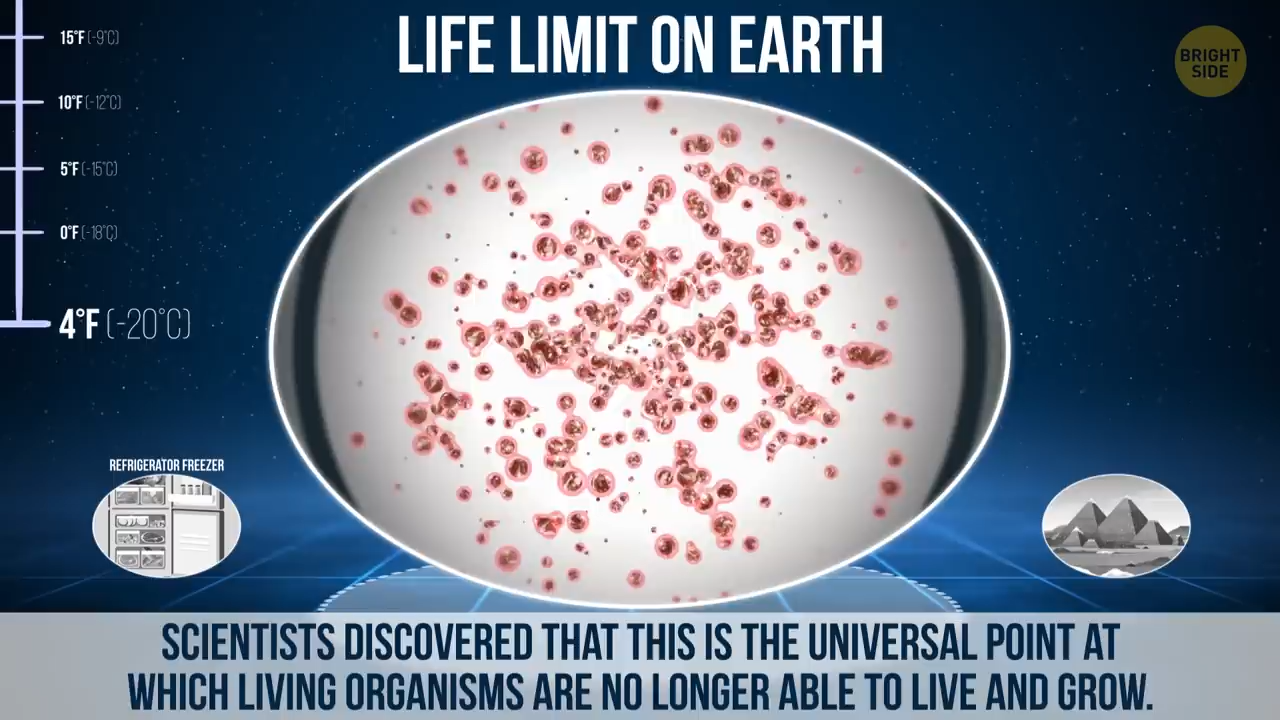 LIFE LIMIT ON EARTH
BRIGHT
SIDE
15°F (-9°C)
10°F (-12°C)
5°F (-15°C)
0°F (-18°C)
4°F (-20°C)
REFRIGERATOR FREEZER
SCIENTISTS DISCOVERED THAT THIS IS THE UNIVERSAL POINT AT
WHICH LIVING ORGANISMS ARE NO LONGER ABLE TO LIVE AND GROW.